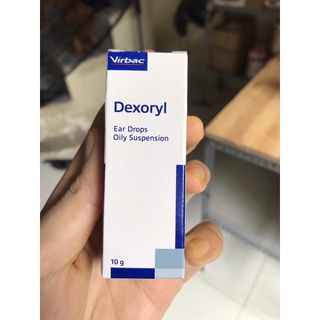 Virbac
Dexoryl
Ear Drops
Oily Suspension
10 g